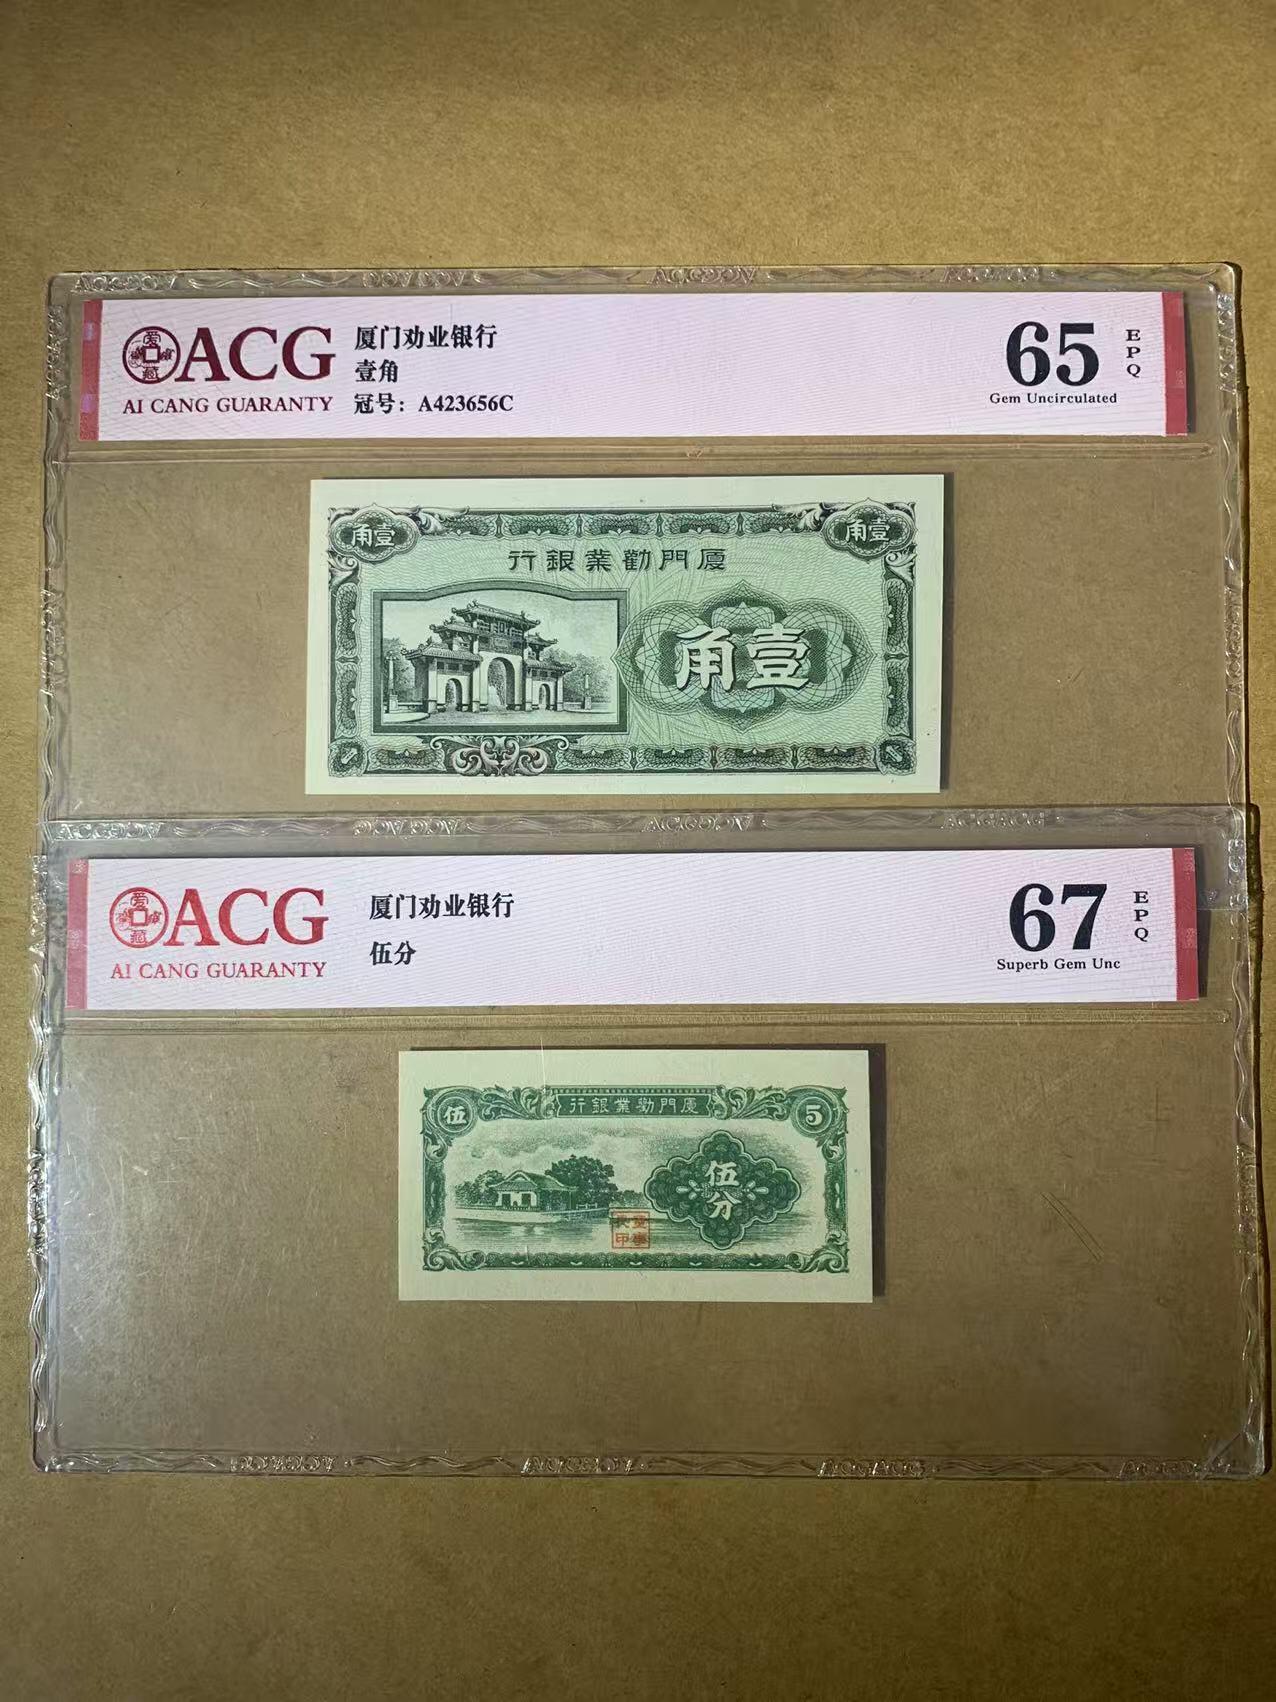 ACG
AI CANG GUARANTY
厦门劝业银行
壹角
冠号：A423656C
65
EPQ
Gem Uncirculated
角壹
角壹
行銀業勸門厦
角壹
ACG
AI CANG GUARANTY
厦门劝业银行
伍分
67
EPQ
Superb Gem Unc
伍
行銀業勸門厦
5
伍分